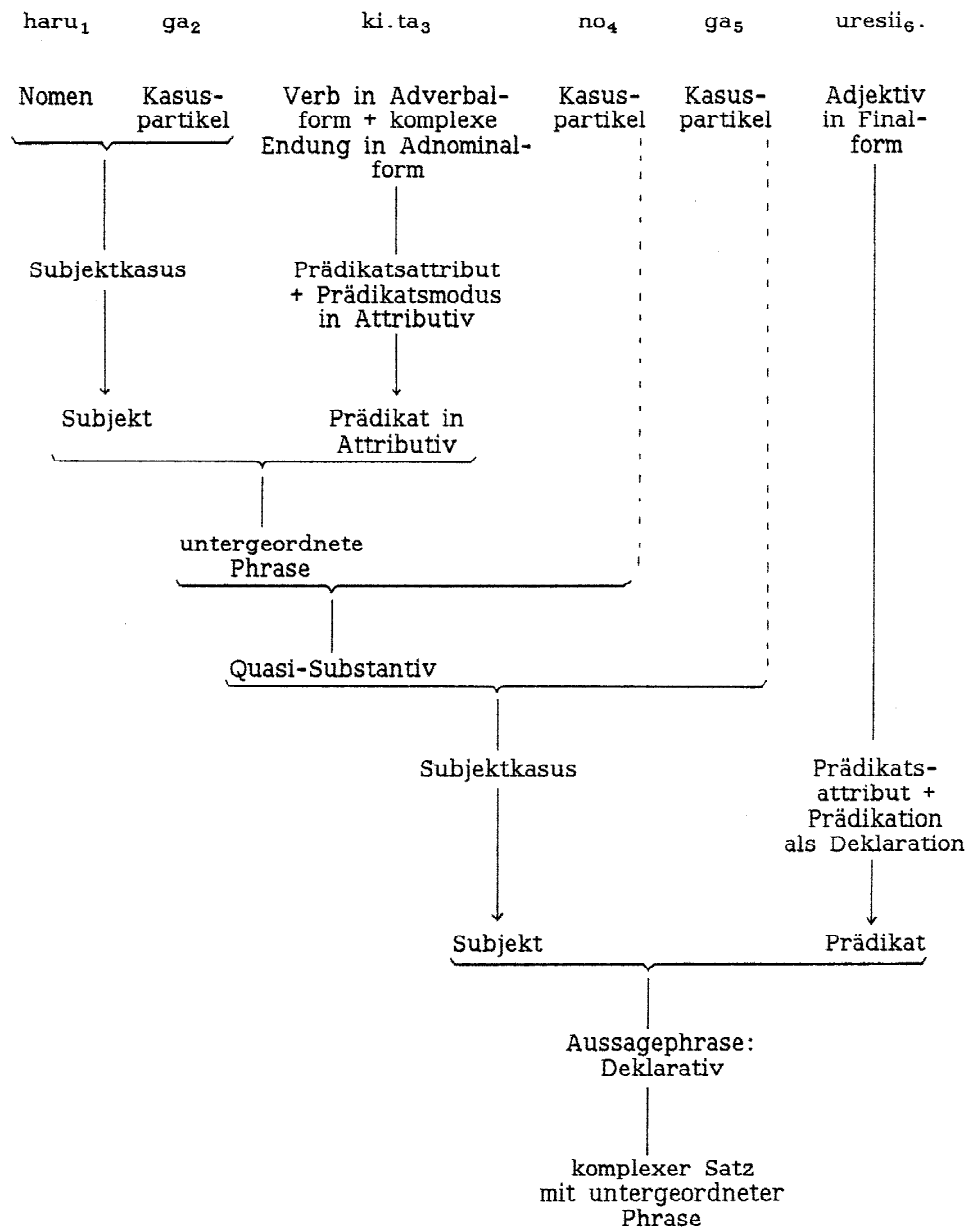 haru₁ ga₂ ki.ta₃ no₄ ga₅ uresii₆.
Nomen Kasus- Verb in Adverbal- Kasus- Kasus- Adjektiv
partikel form + komplexe partikel partikel in Final-
Endung in Adnominal- form
form
Subjektkasus Prädikatsattribut
+ Prädikatsmodus
in Attributiv
Subjekt Prädikat in
Attributiv
untergeordnete
Phrase
Quasi-Substantiv
Subjektkasus Prädikats-
attribut +
Prädikation
als Deklaration
Subjekt Prädikat
Aussagephrase:
Deklarativ
komplexer Satz
mit untergeordneter
Phrase